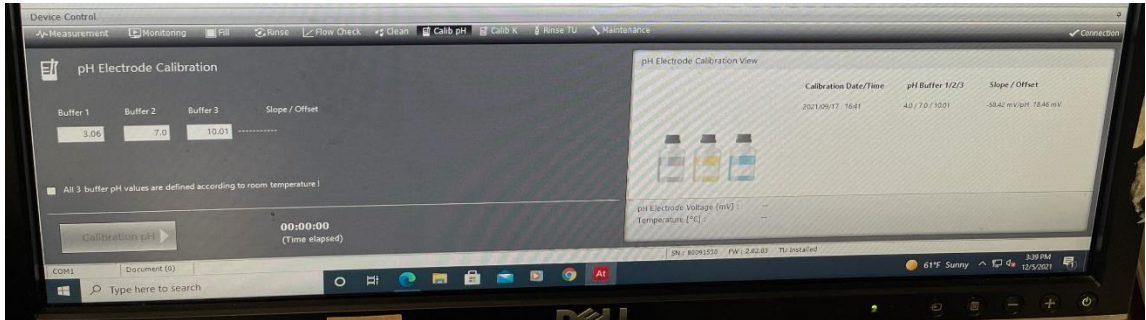 Device Control
Measurement Monitoring Fill Rinse Flow Check Clean Calib pH Calib K Rinse TU Maintenance Connection
pH Electrode Calibration
Buffer 1 Buffer 2 Buffer 3 Slope / Offset
3.06 7.0 10.01 ----------
All 3 buffer pH values are defined according to room temperature !
Calibration pH
00:00:00
(Time elapsed)
pH Electrode Calibration View
Calibration Date/Time pH Buffer 1/2/3 Slope / Offset
2021/09/17 16:41 4.0 / 7.0 / 10.01 -58.42 mV/pH 18.46 mV
pH Electrode Voltage [mV] : --
Temperature [°C] : --
COM1 Document (0) SN : 80091530 FW : 2.02.03 TU Installed
Type here to search At 61°F Sunny 3:39 PM
12/5/2021
DELL